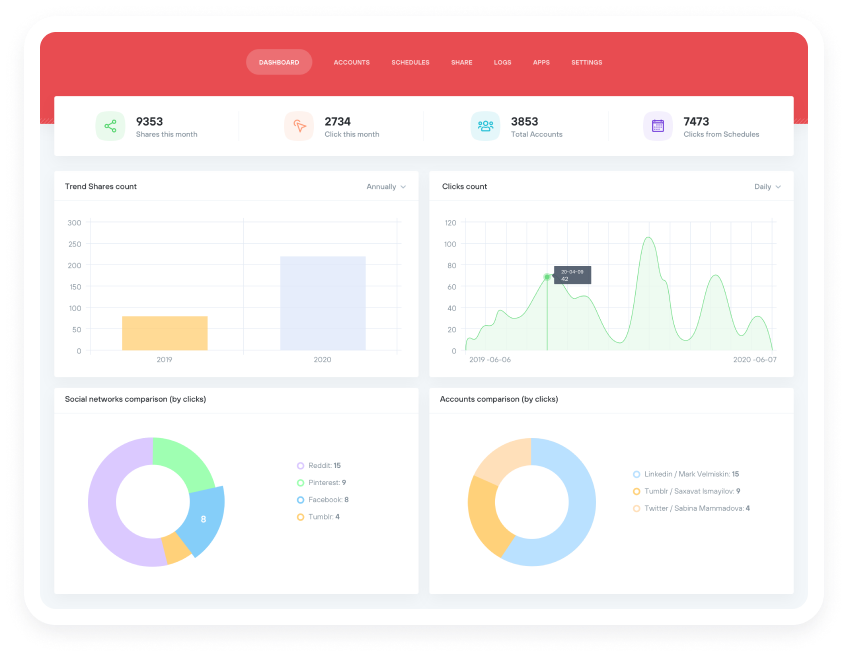 DASHBOARD ACCOUNTS SCHEDULES SHARE LOGS APPS SETTINGS
9353
Shares this month
2734
Click this month
3853
Total Accounts
7473
Clicks from Schedules
Trend Shares count
Annually
300
250
200
150
100
50
0
2019 2020
Clicks count
Daily
120
100
80
60
40
20
0
20-04-09
42
2019 -06-06 2020 -06-07
Social networks comparison (by clicks)
8
Reddit: 15
Pinterest: 9
Facebook: 8
Tumblr: 4
Accounts comparison (by clicks)
Linkedin / Mark Velmiskin: 15
Tumblr / Saxavat Ismayilov: 9
Twitter / Sabina Mammadova: 4